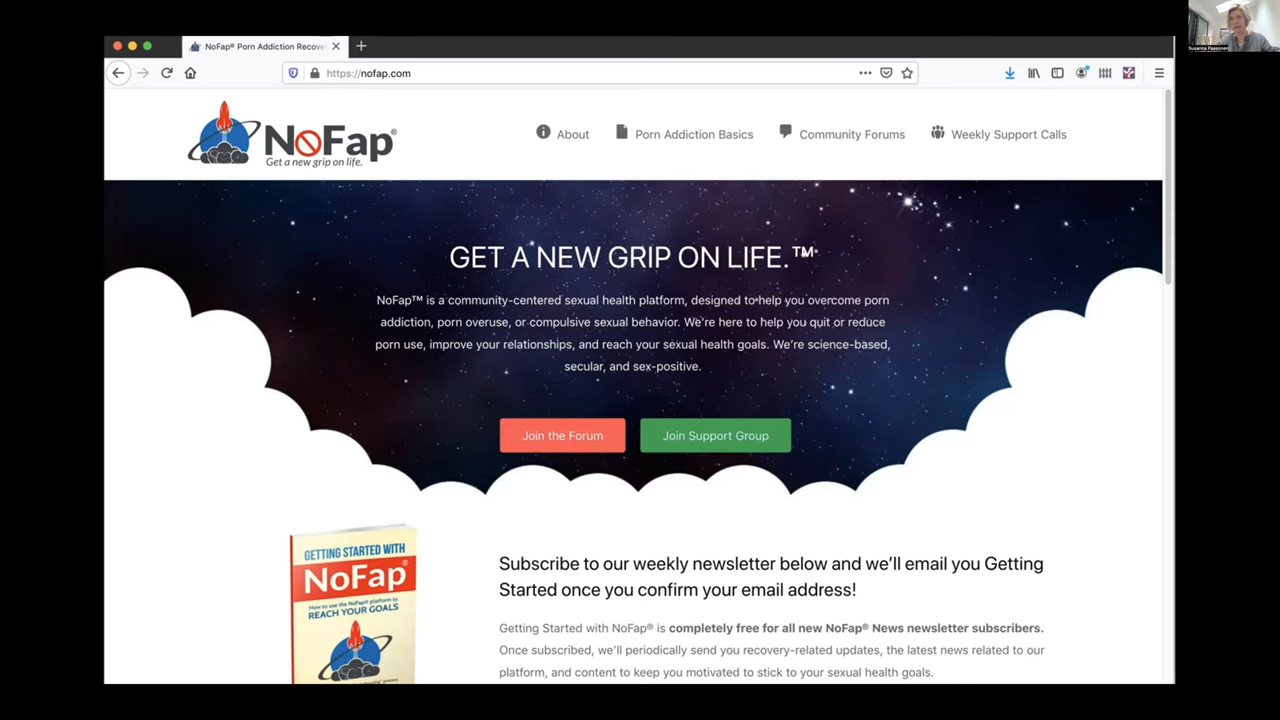 NoFap® Porn Addiction Recove
https://nofap.com
Susanna Paasonen
NoFap®
Get a new grip on life.
About
Porn Addiction Basics
Community Forums
Weekly Support Calls
GET A NEW GRIP ON LIFE.™
NoFap™ is a community-centered sexual health platform, designed to help you overcome porn
addiction, porn overuse, or compulsive sexual behavior. We're here to help you quit or reduce
porn use, improve your relationships, and reach your sexual health goals. We're science-based,
secular, and sex-positive.
Join the Forum
Join Support Group
GETTING STARTED WITH
NoFap®
How to use the NoFap® platform to
REACH YOUR GOALS
Subscribe to our weekly newsletter below and we'll email you Getting
Started once you confirm your email address!
Getting Started with NoFap® is completely free for all new NoFap® News newsletter subscribers.
Once subscribed, we'll periodically send you recovery-related updates, the latest news related to our
platform, and content to keep you motivated to stick to your sexual health goals.